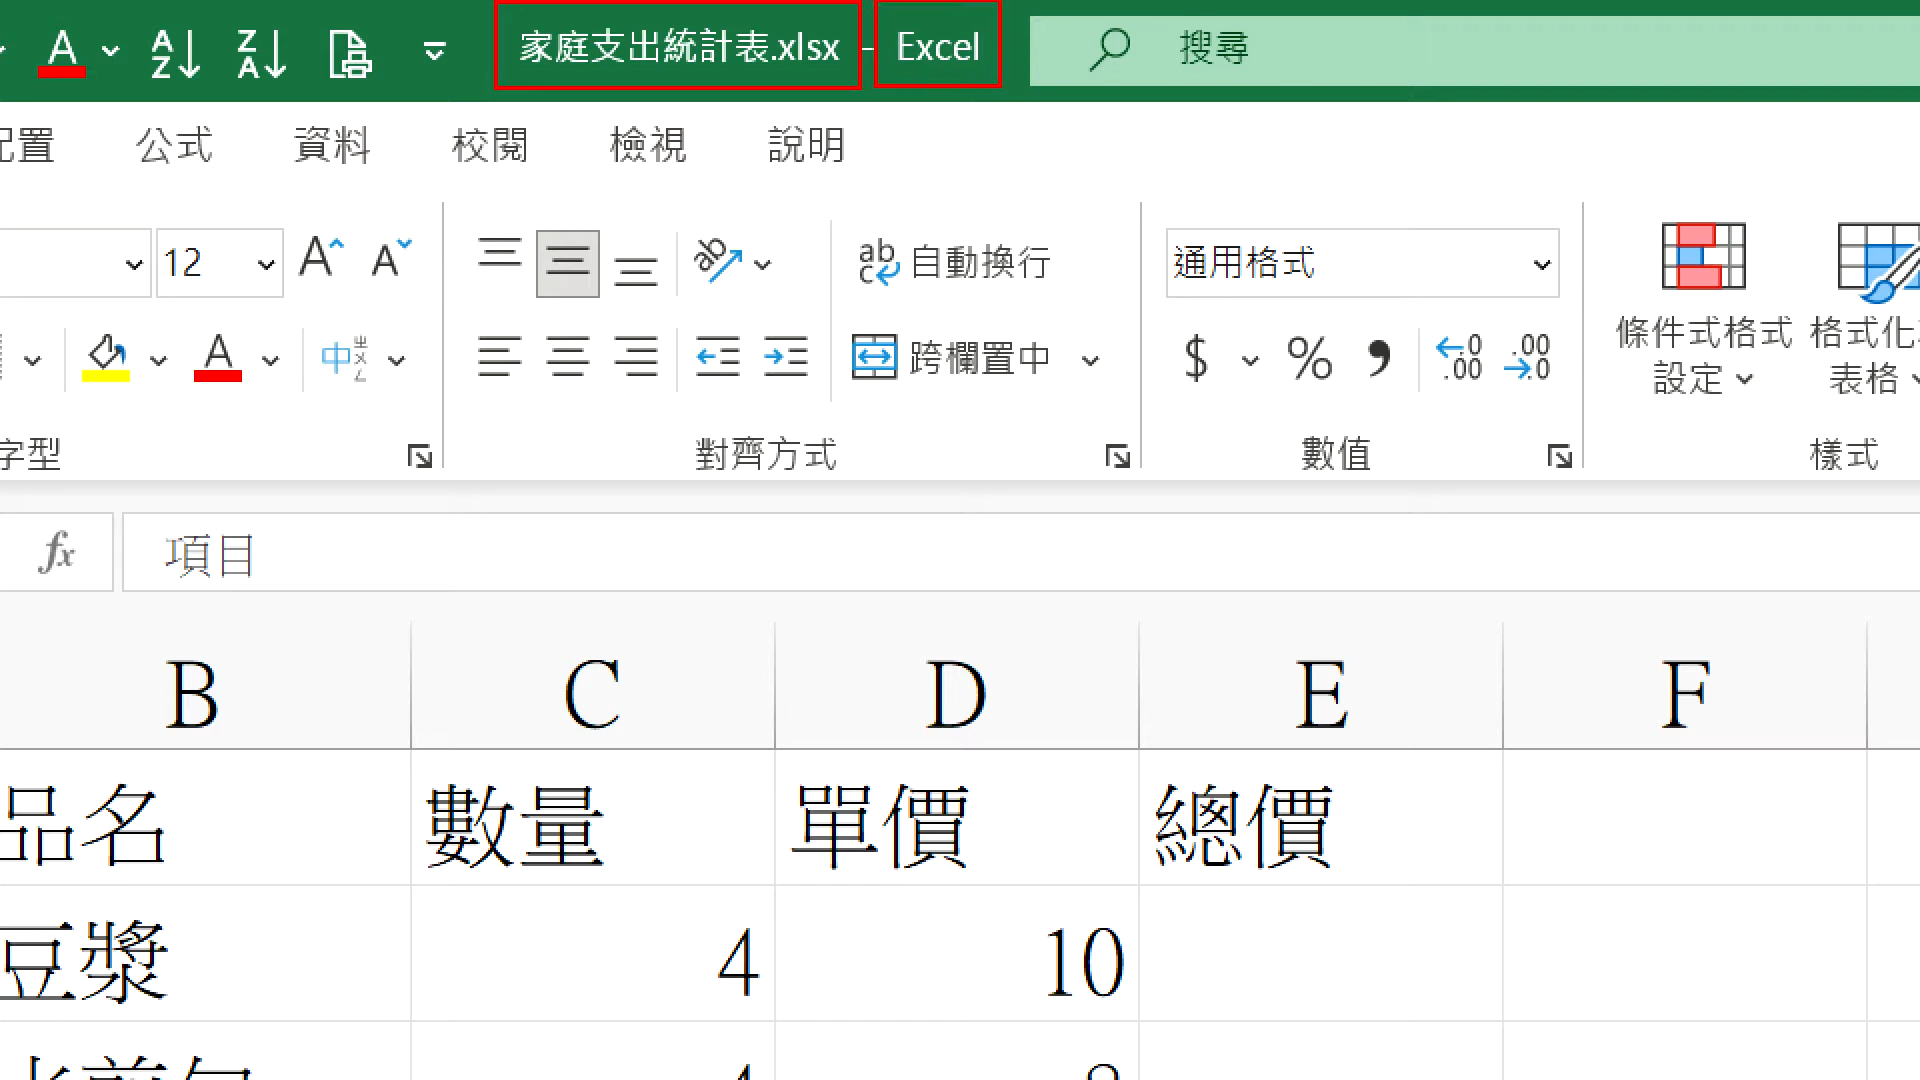 家庭支出統計表.xlsx - Excel 搜尋
配置 公式 資料 校閱 檢視 說明
12 自動換行 通用格式
跨欄置中 $ % 條件式格式 格式化
設定 表格
字型 對齊方式 數值 樣式
fx 項目
B C D E F
品名 數量 單價 總價
豆漿 4 10